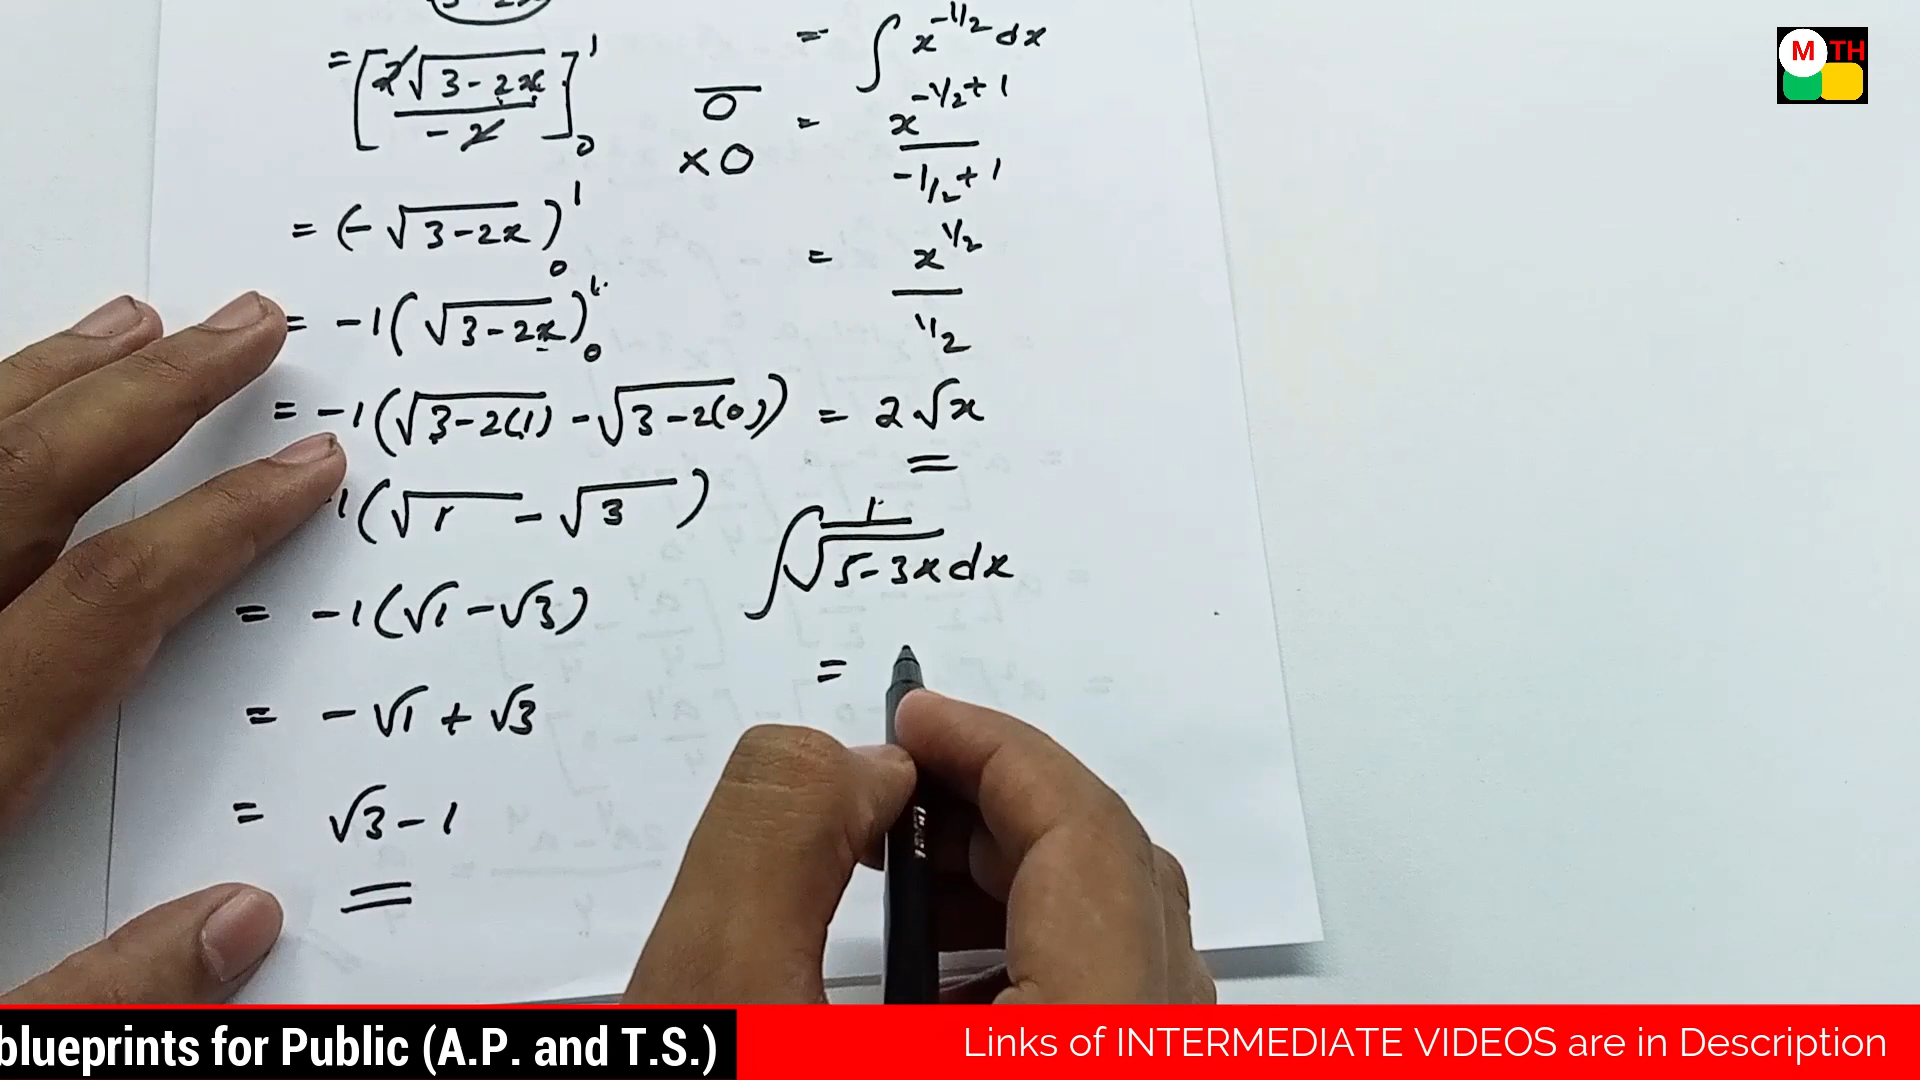 = [2√(3-2x) / -2]₀¹
= (-√(3-2x))₀¹
= -1(√(3-2x))₀¹
= -1(√(3-2(1)) - √(3-2(0)))
-1(√1 - √3)
= -1(√1-√3)
= -√1 + √3
= √3-1
0
×0
= ∫ x^(-1/2) dx
= x^(-1/2+1) / (-1/2+1)
= x^(1/2) / (1/2)
= 2√x
∫ 1/√(5-3x) dx
=
M TH
blueprints for Public (A.P. and T.S.)
Links of INTERMEDIATE VIDEOS are in Description